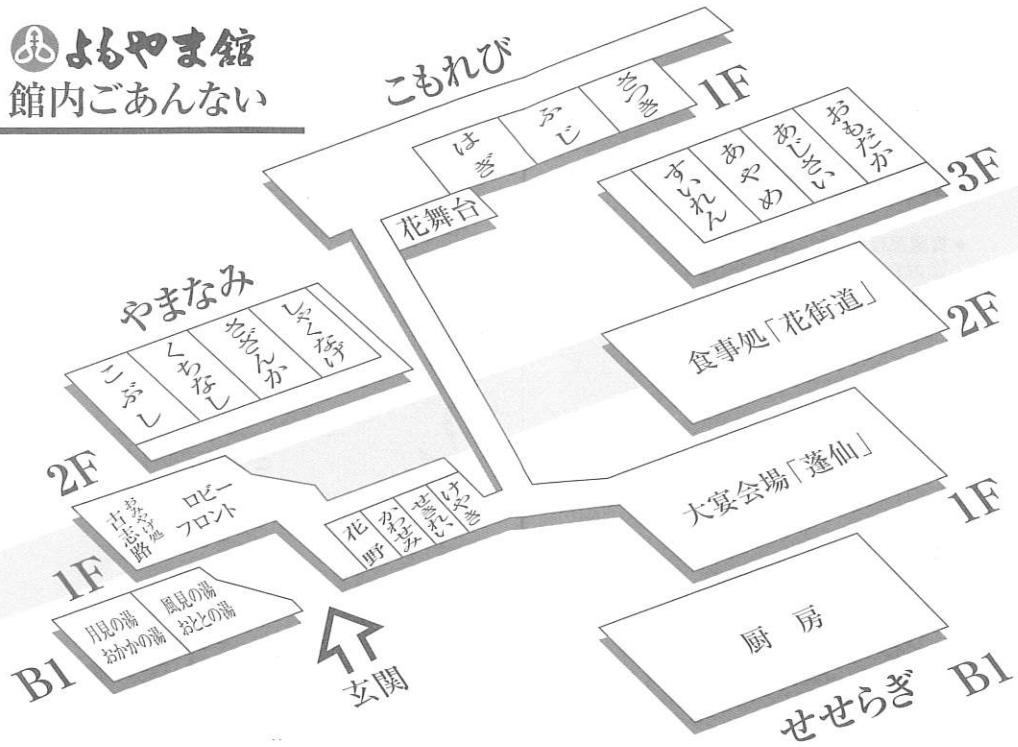 よもやま館
館内ごあんない
こもれび
1F
はぎ
ふじ
さつき
花舞台
すいれん
あやめ
あじさい
おもだか
3F
やまなみ
こぶし
くちなし
さざんか
しゃくなげ
2F
食事処「花街道」
2F
おみやげ処
古志路
ロビー
フロント
花野
かわせみ
せきれい
けやき
1F
大宴会場「蓬仙」
1F
月見の湯
おかかの湯
風見の湯
おととの湯
B1
玄関
厨房
せせらぎ
B1